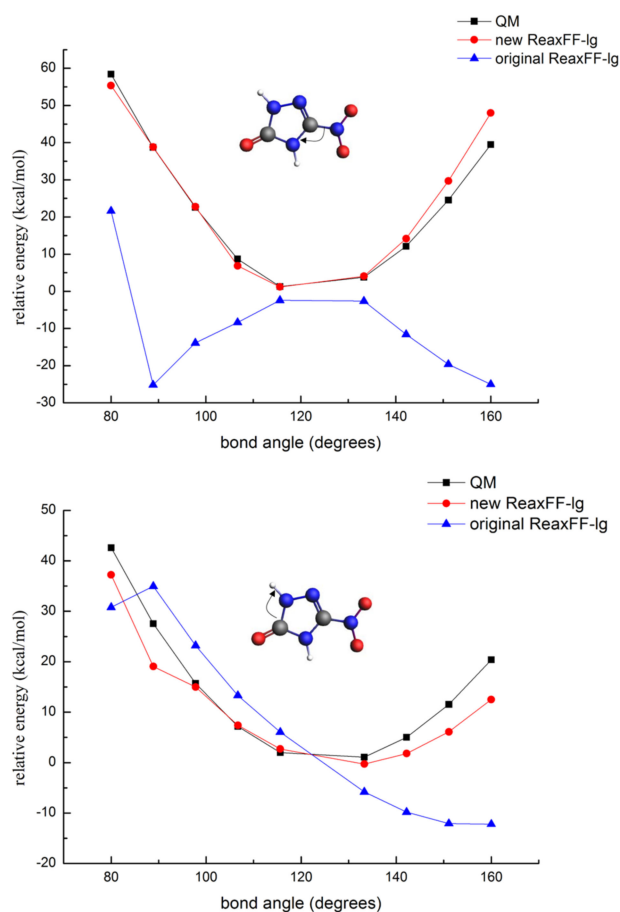 QM
new ReaxFF-lg
original ReaxFF-lg
60
50
40
30
20
10
0
-10
-20
-30
relative energy (kcal/mol)
80 100 120 140 160
bond angle (degrees)
QM
new ReaxFF-lg
original ReaxFF-lg
50
40
30
20
10
0
-10
-20
relative energy (kcal/mol)
80 100 120 140 160
bond angle (degrees)